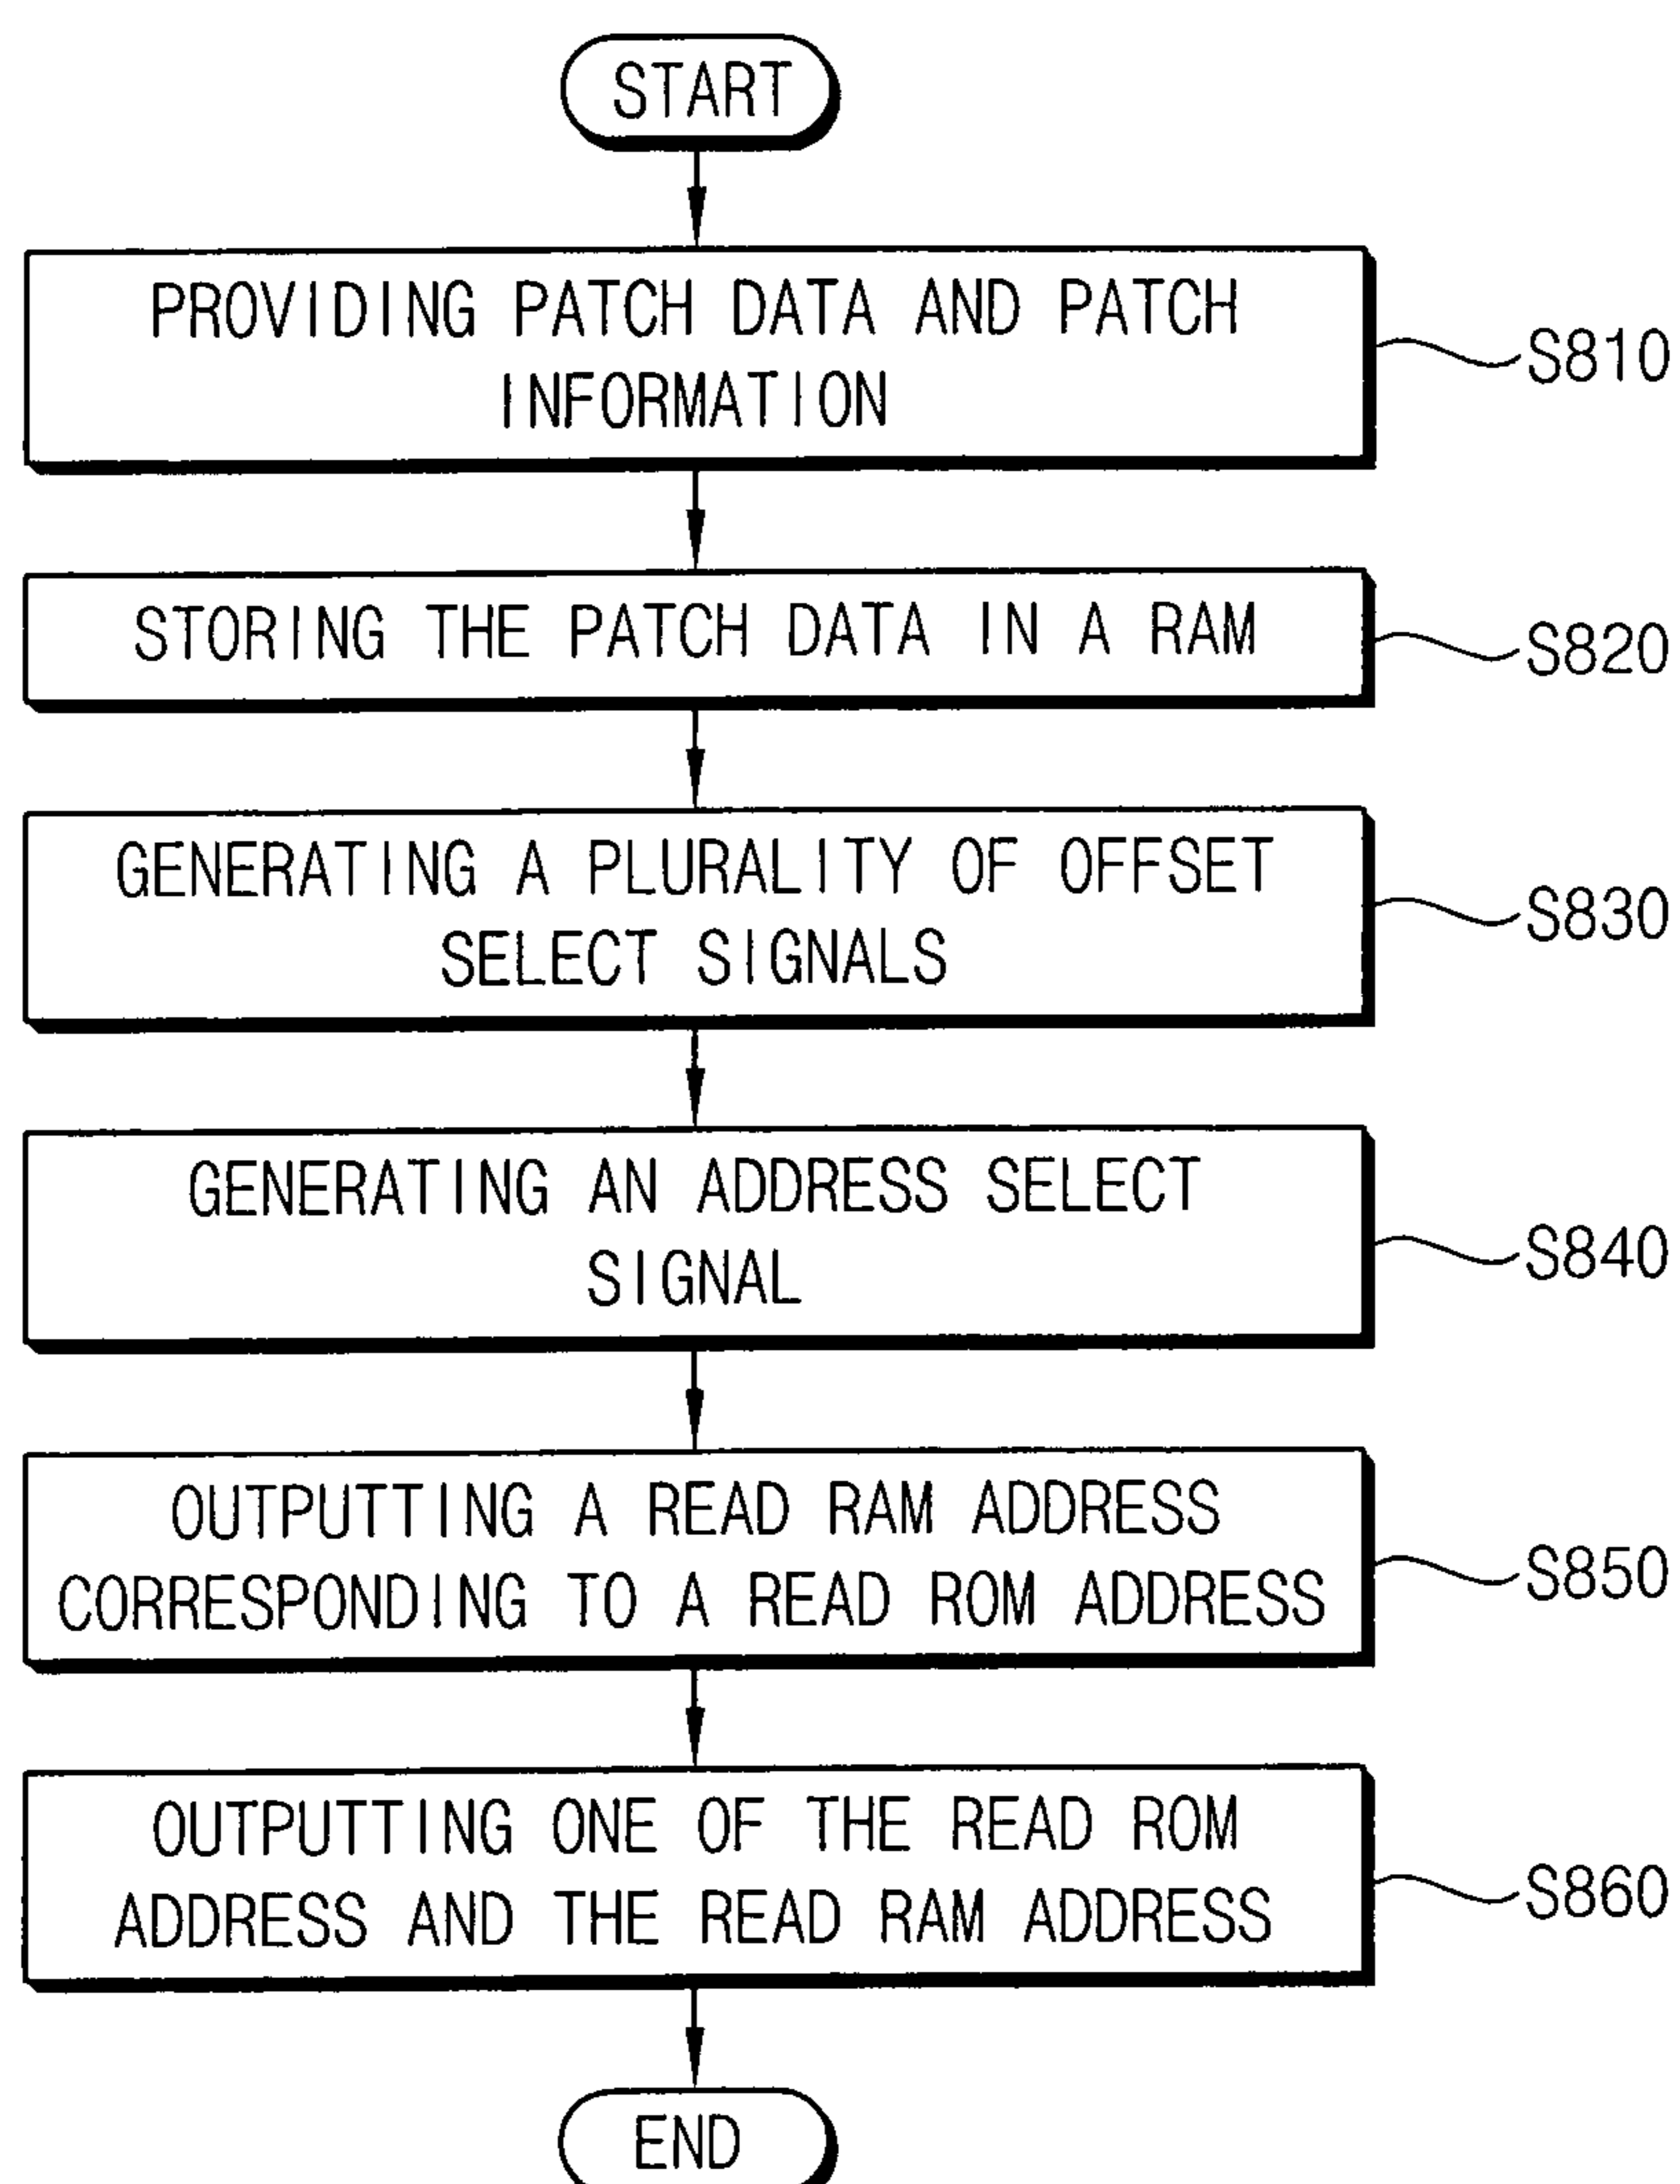 START
PROVIDING PATCH DATA AND PATCH
INFORMATION
S810
STORING THE PATCH DATA IN A RAM
S820
GENERATING A PLURALITY OF OFFSET
SELECT SIGNALS
S830
GENERATING AN ADDRESS SELECT
SIGNAL
S840
OUTPUTTING A READ RAM ADDRESS
CORRESPONDING TO A READ ROM ADDRESS
S850
OUTPUTTING ONE OF THE READ ROM
ADDRESS AND THE READ RAM ADDRESS
S860
END